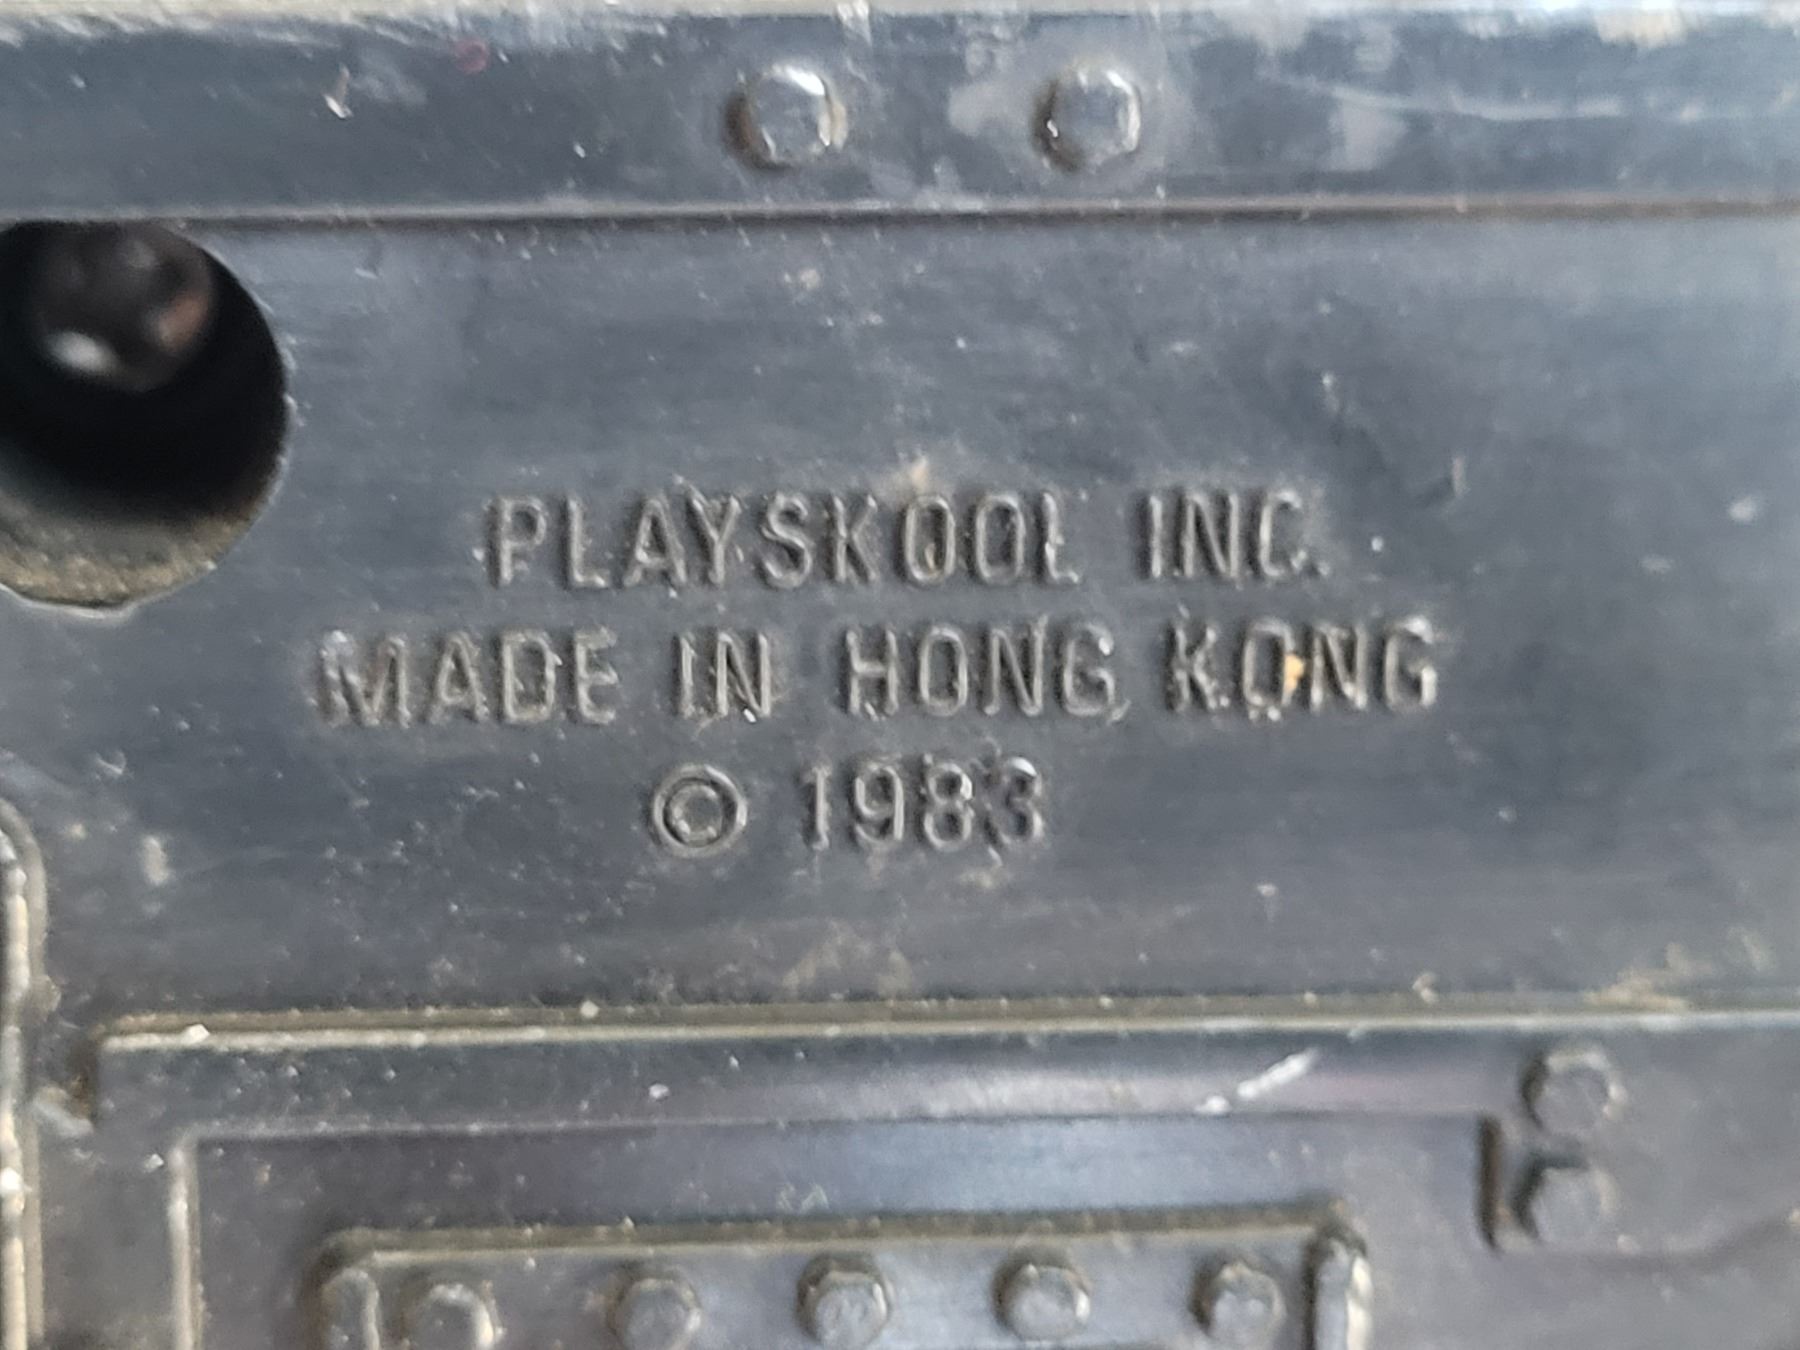 PLAYSKOOL INC.
MADE IN HONG KONG
© 1983